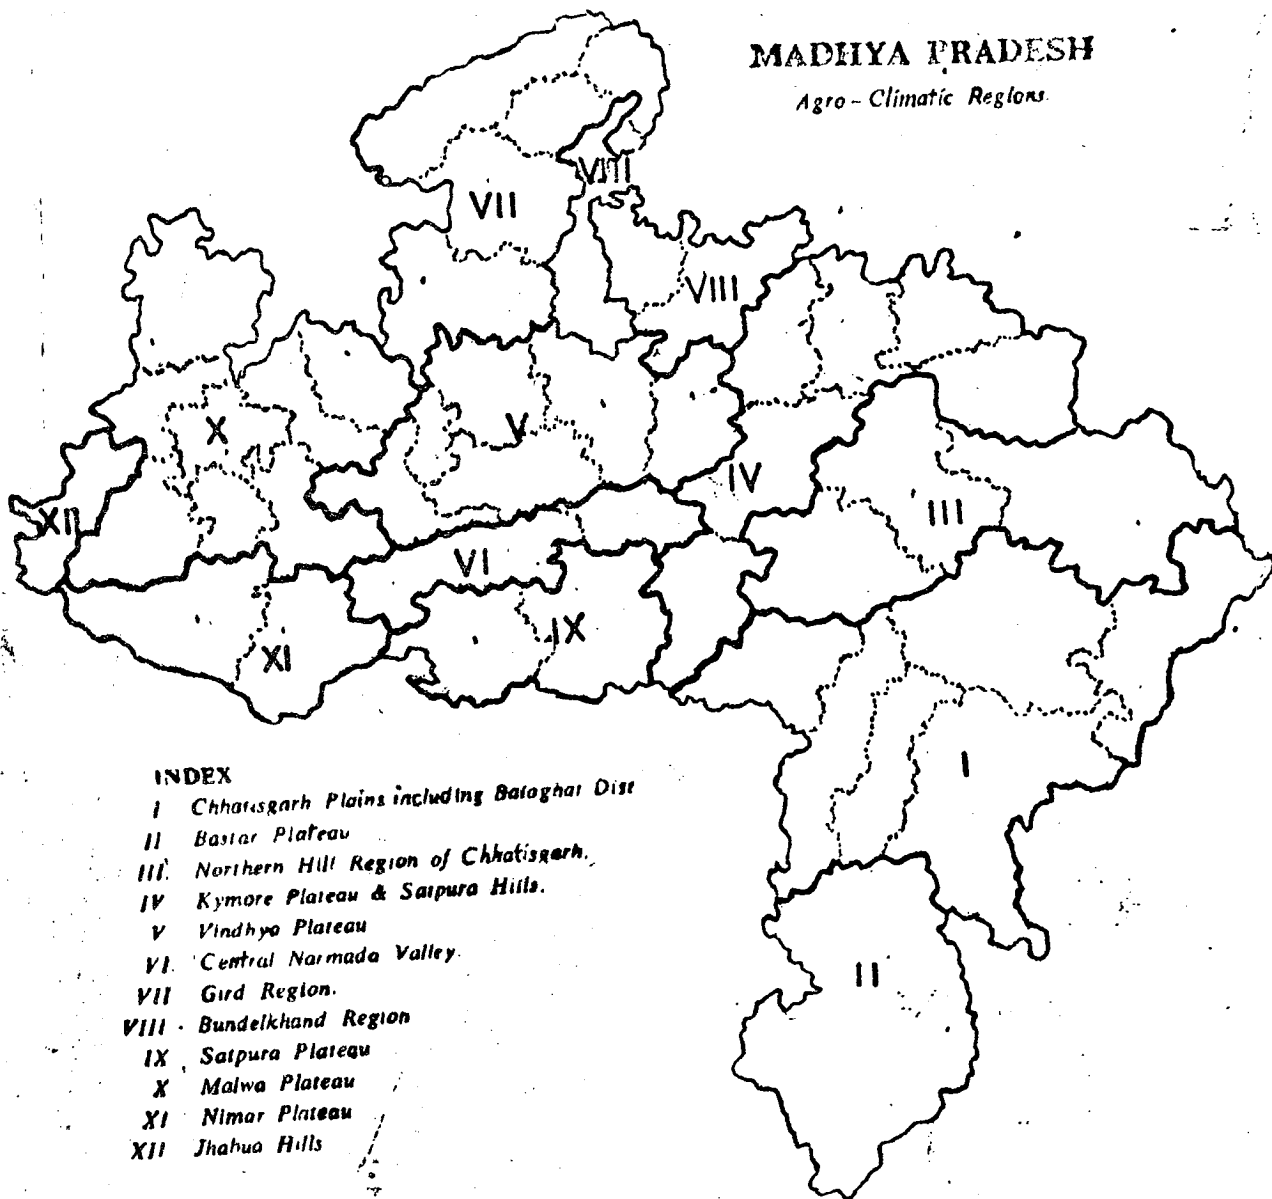 MADHYA PRADESH
Agro-Climatic Regions.
VIII
VII
VIII
X
V
IV
XII
III
VI
IX
XI
I
II
INDEX
I Chhatisgarh Plains including Balaghat Dist
II Bastar Plateau
III. Northern Hill Region of Chhatisgarh.
IV Kymore Plateau & Satpura Hills.
V Vindhya Plateau
VI. Central Narmada Valley.
VII Gird Region.
VIII. Bundelkhand Region
IX Satpura Plateau
X Malwa Plateau
XI Nimar Plateau
XII Jhabua Hills